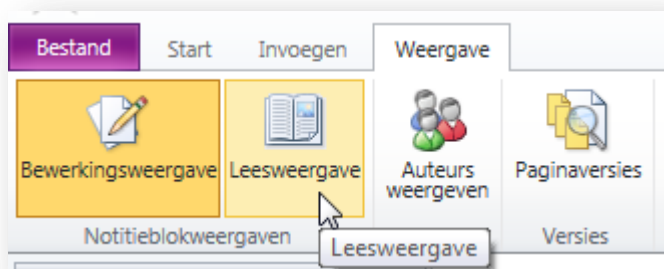 Bestand Start Invoegen Weergave
Bewerkingsweergave Leesweergave Auteurs weergeven Paginaversies
Notitieblokweergaven Versies
Leesweergave